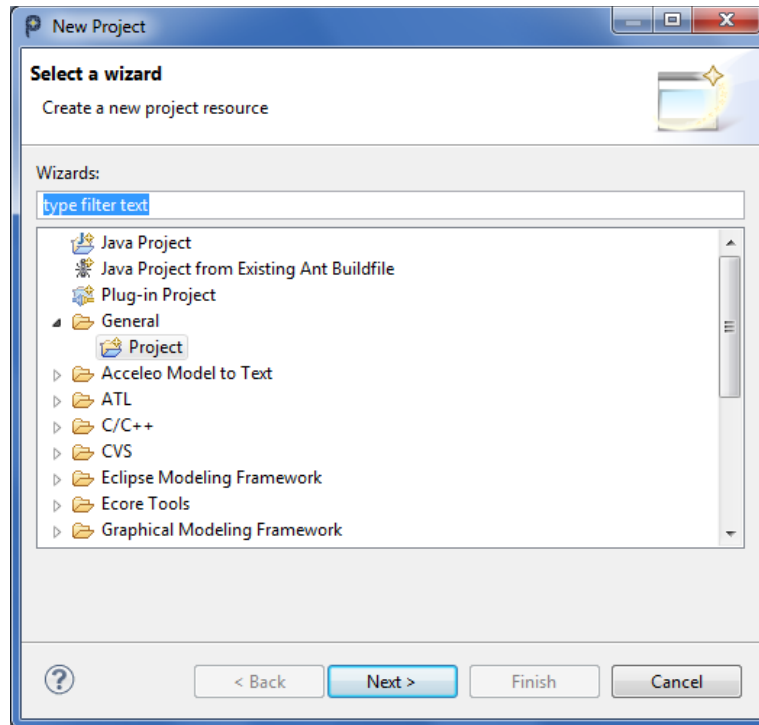 New Project
Select a wizard
Create a new project resource
Wizards:
type filter text
Java Project
Java Project from Existing Ant Buildfile
Plug-in Project
General
Project
Acceleo Model to Text
ATL
C/C++
CVS
Eclipse Modeling Framework
Ecore Tools
Graphical Modeling Framework
? < Back Next > Finish Cancel